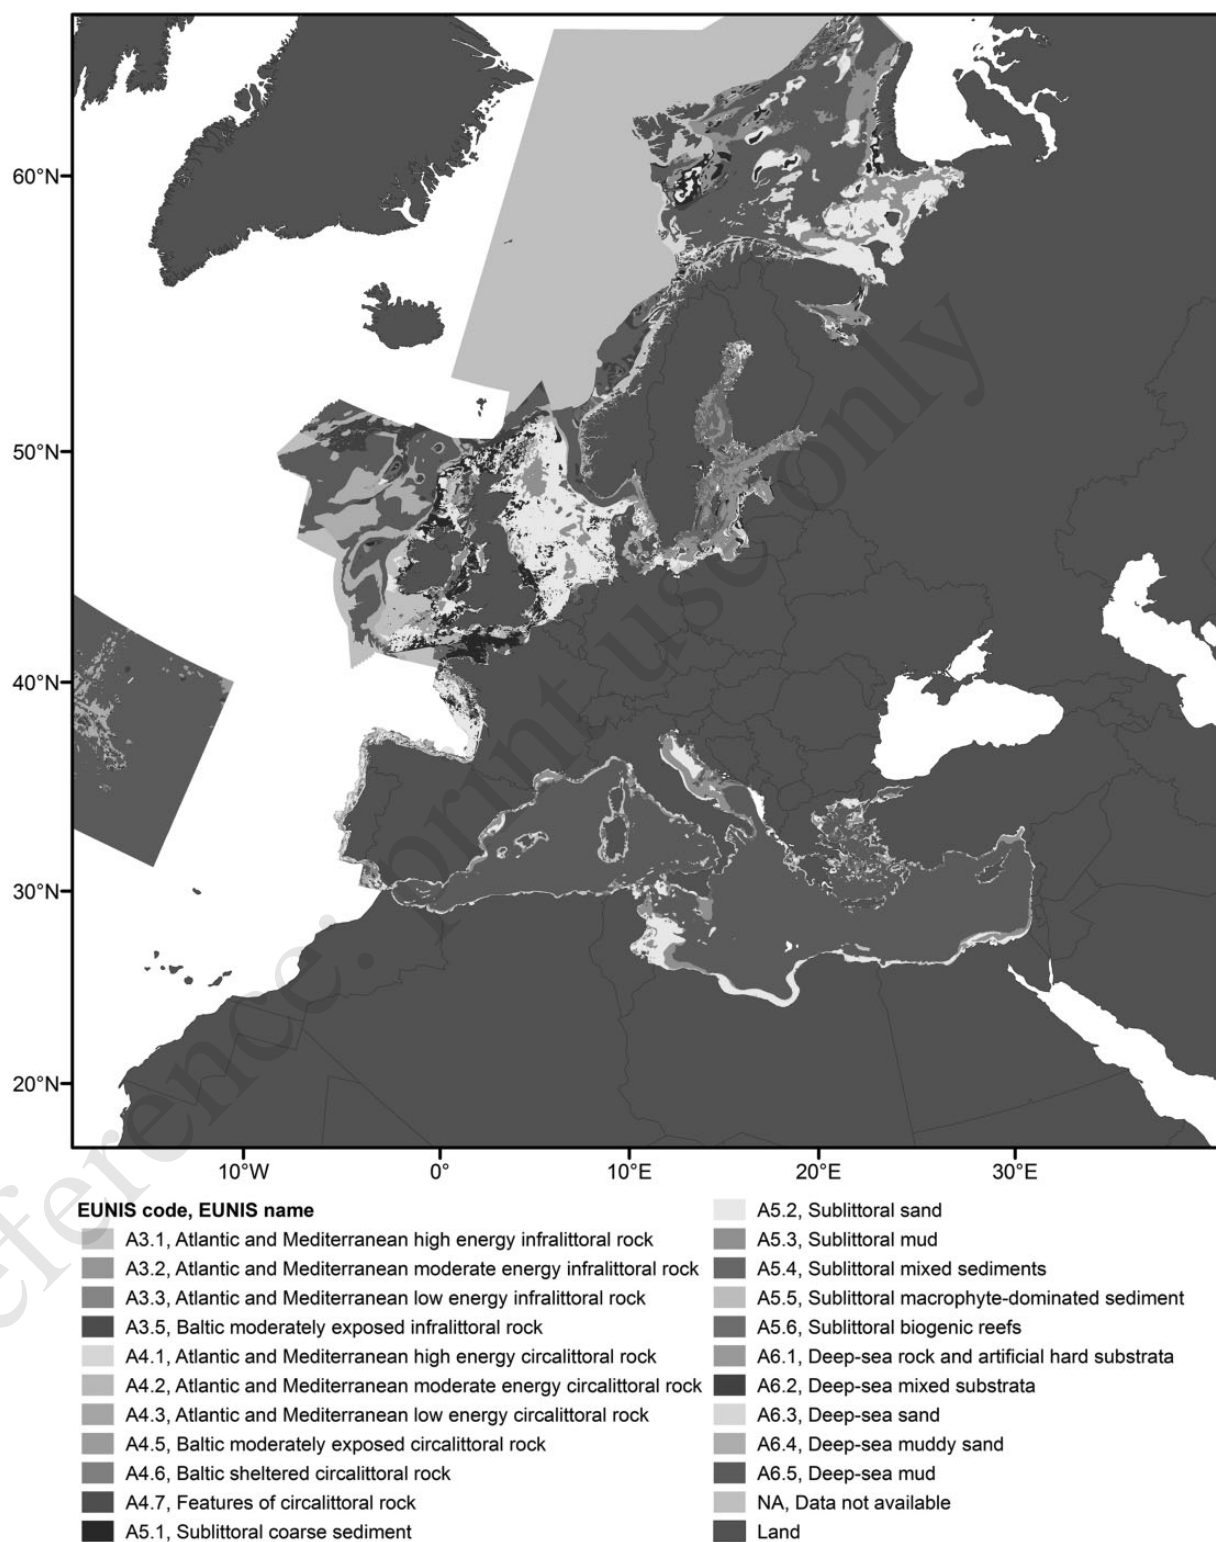 60°N
50°N
40°N
30°N
20°N
10°W 0° 10°E 20°E 30°E
eference: print use only
EUNIS code, EUNIS name
A3.1, Atlantic and Mediterranean high energy infralittoral rock
A3.2, Atlantic and Mediterranean moderate energy infralittoral rock
A3.3, Atlantic and Mediterranean low energy infralittoral rock
A3.5, Baltic moderately exposed infralittoral rock
A4.1, Atlantic and Mediterranean high energy circalittoral rock
A4.2, Atlantic and Mediterranean moderate energy circalittoral rock
A4.3, Atlantic and Mediterranean low energy circalittoral rock
A4.5, Baltic moderately exposed circalittoral rock
A4.6, Baltic sheltered circalittoral rock
A4.7, Features of circalittoral rock
A5.1, Sublittoral coarse sediment
A5.2, Sublittoral sand
A5.3, Sublittoral mud
A5.4, Sublittoral mixed sediments
A5.5, Sublittoral macrophyte-dominated sediment
A5.6, Sublittoral biogenic reefs
A6.1, Deep-sea rock and artificial hard substrata
A6.2, Deep-sea mixed substrata
A6.3, Deep-sea sand
A6.4, Deep-sea muddy sand
A6.5, Deep-sea mud
NA, Data not available
Land